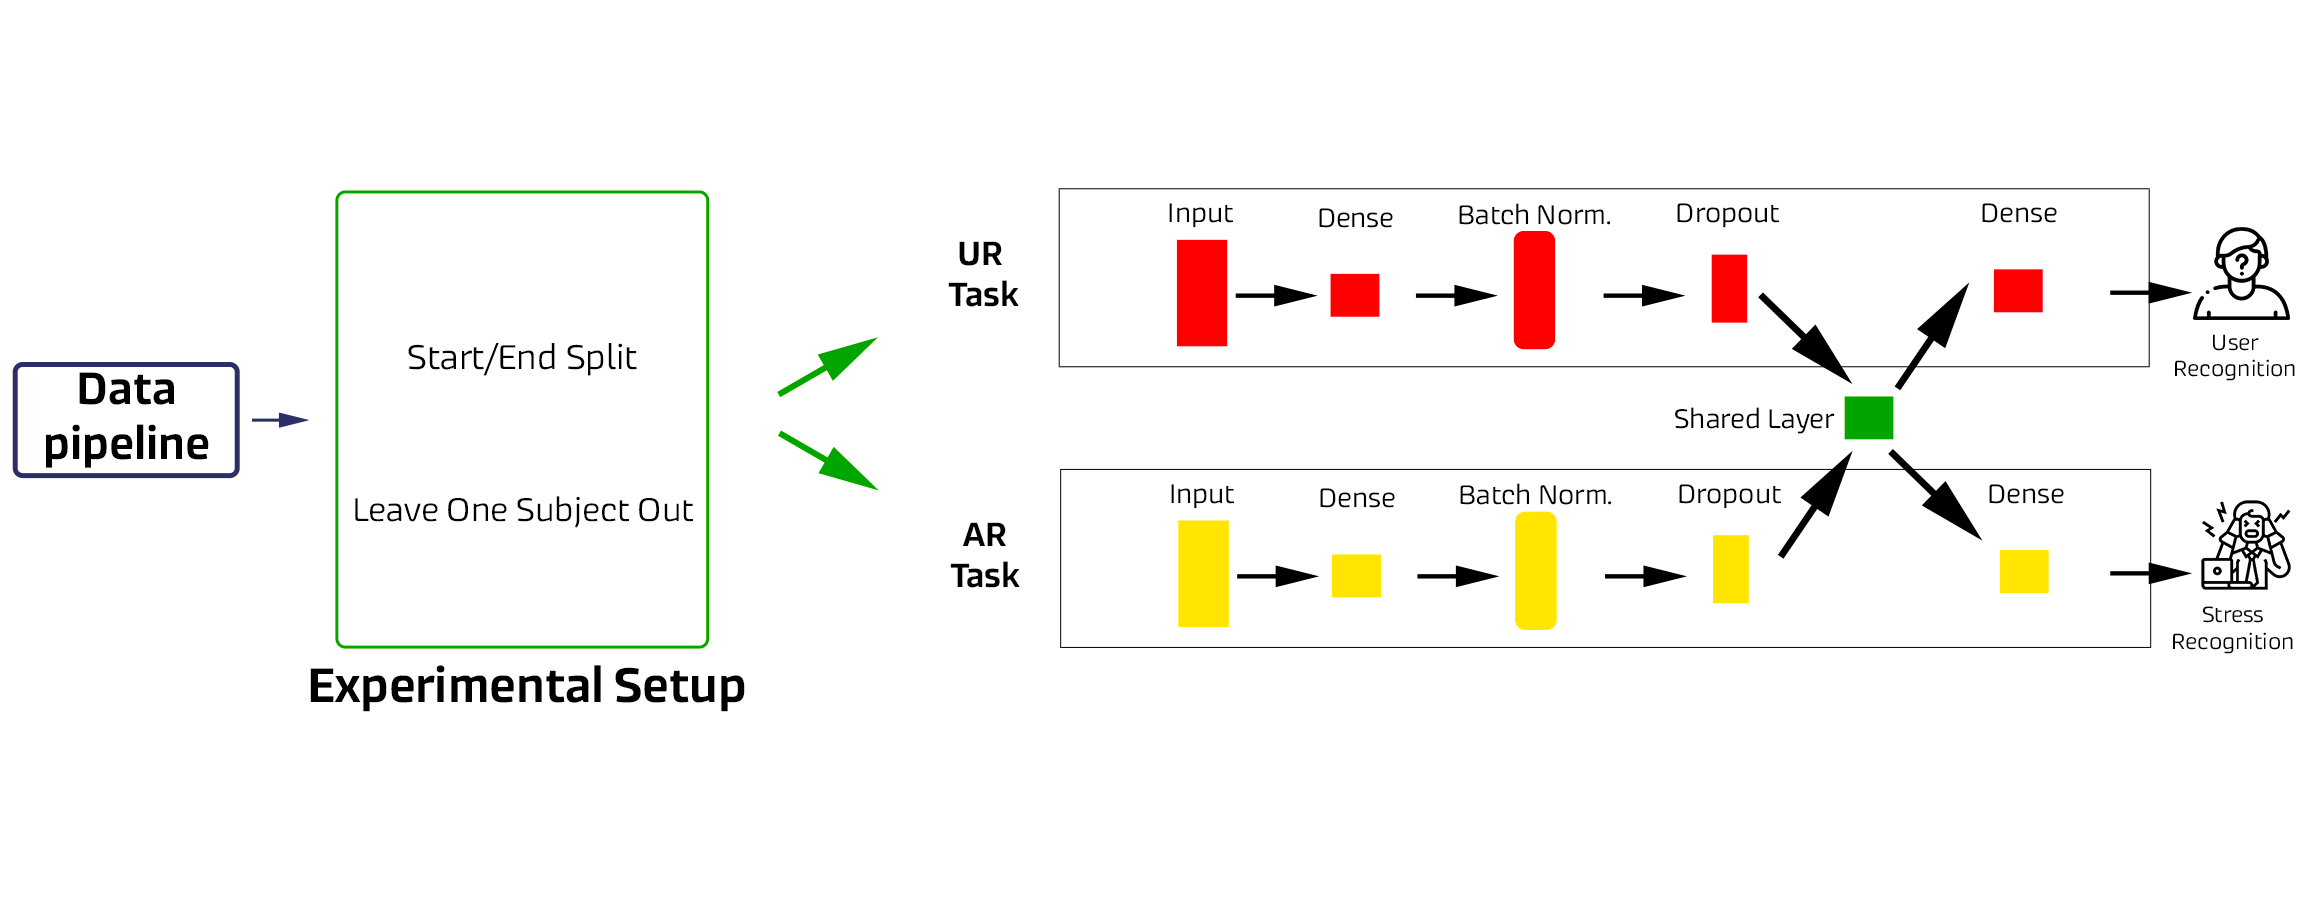 Data
pipeline
Start/End Split
Leave One Subject Out
Experimental Setup
UR
Task
Input
Dense
Batch Norm.
Dropout
Dense
User
Recognition
Shared Layer
AR
Task
Input
Dense
Batch Norm.
Dropout
Dense
Stress
Recognition